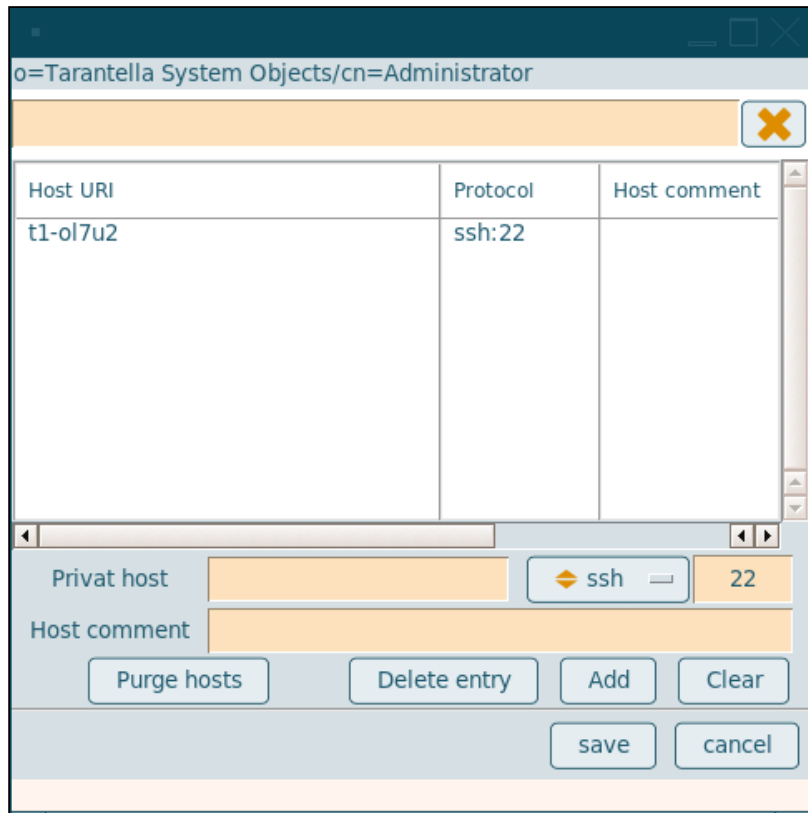 o=Tarantella System Objects/cn=Administrator
Host URI Protocol Host comment
t1-ol7u2 ssh:22
Privat host ssh 22
Host comment
Purge hosts Delete entry Add Clear
save cancel